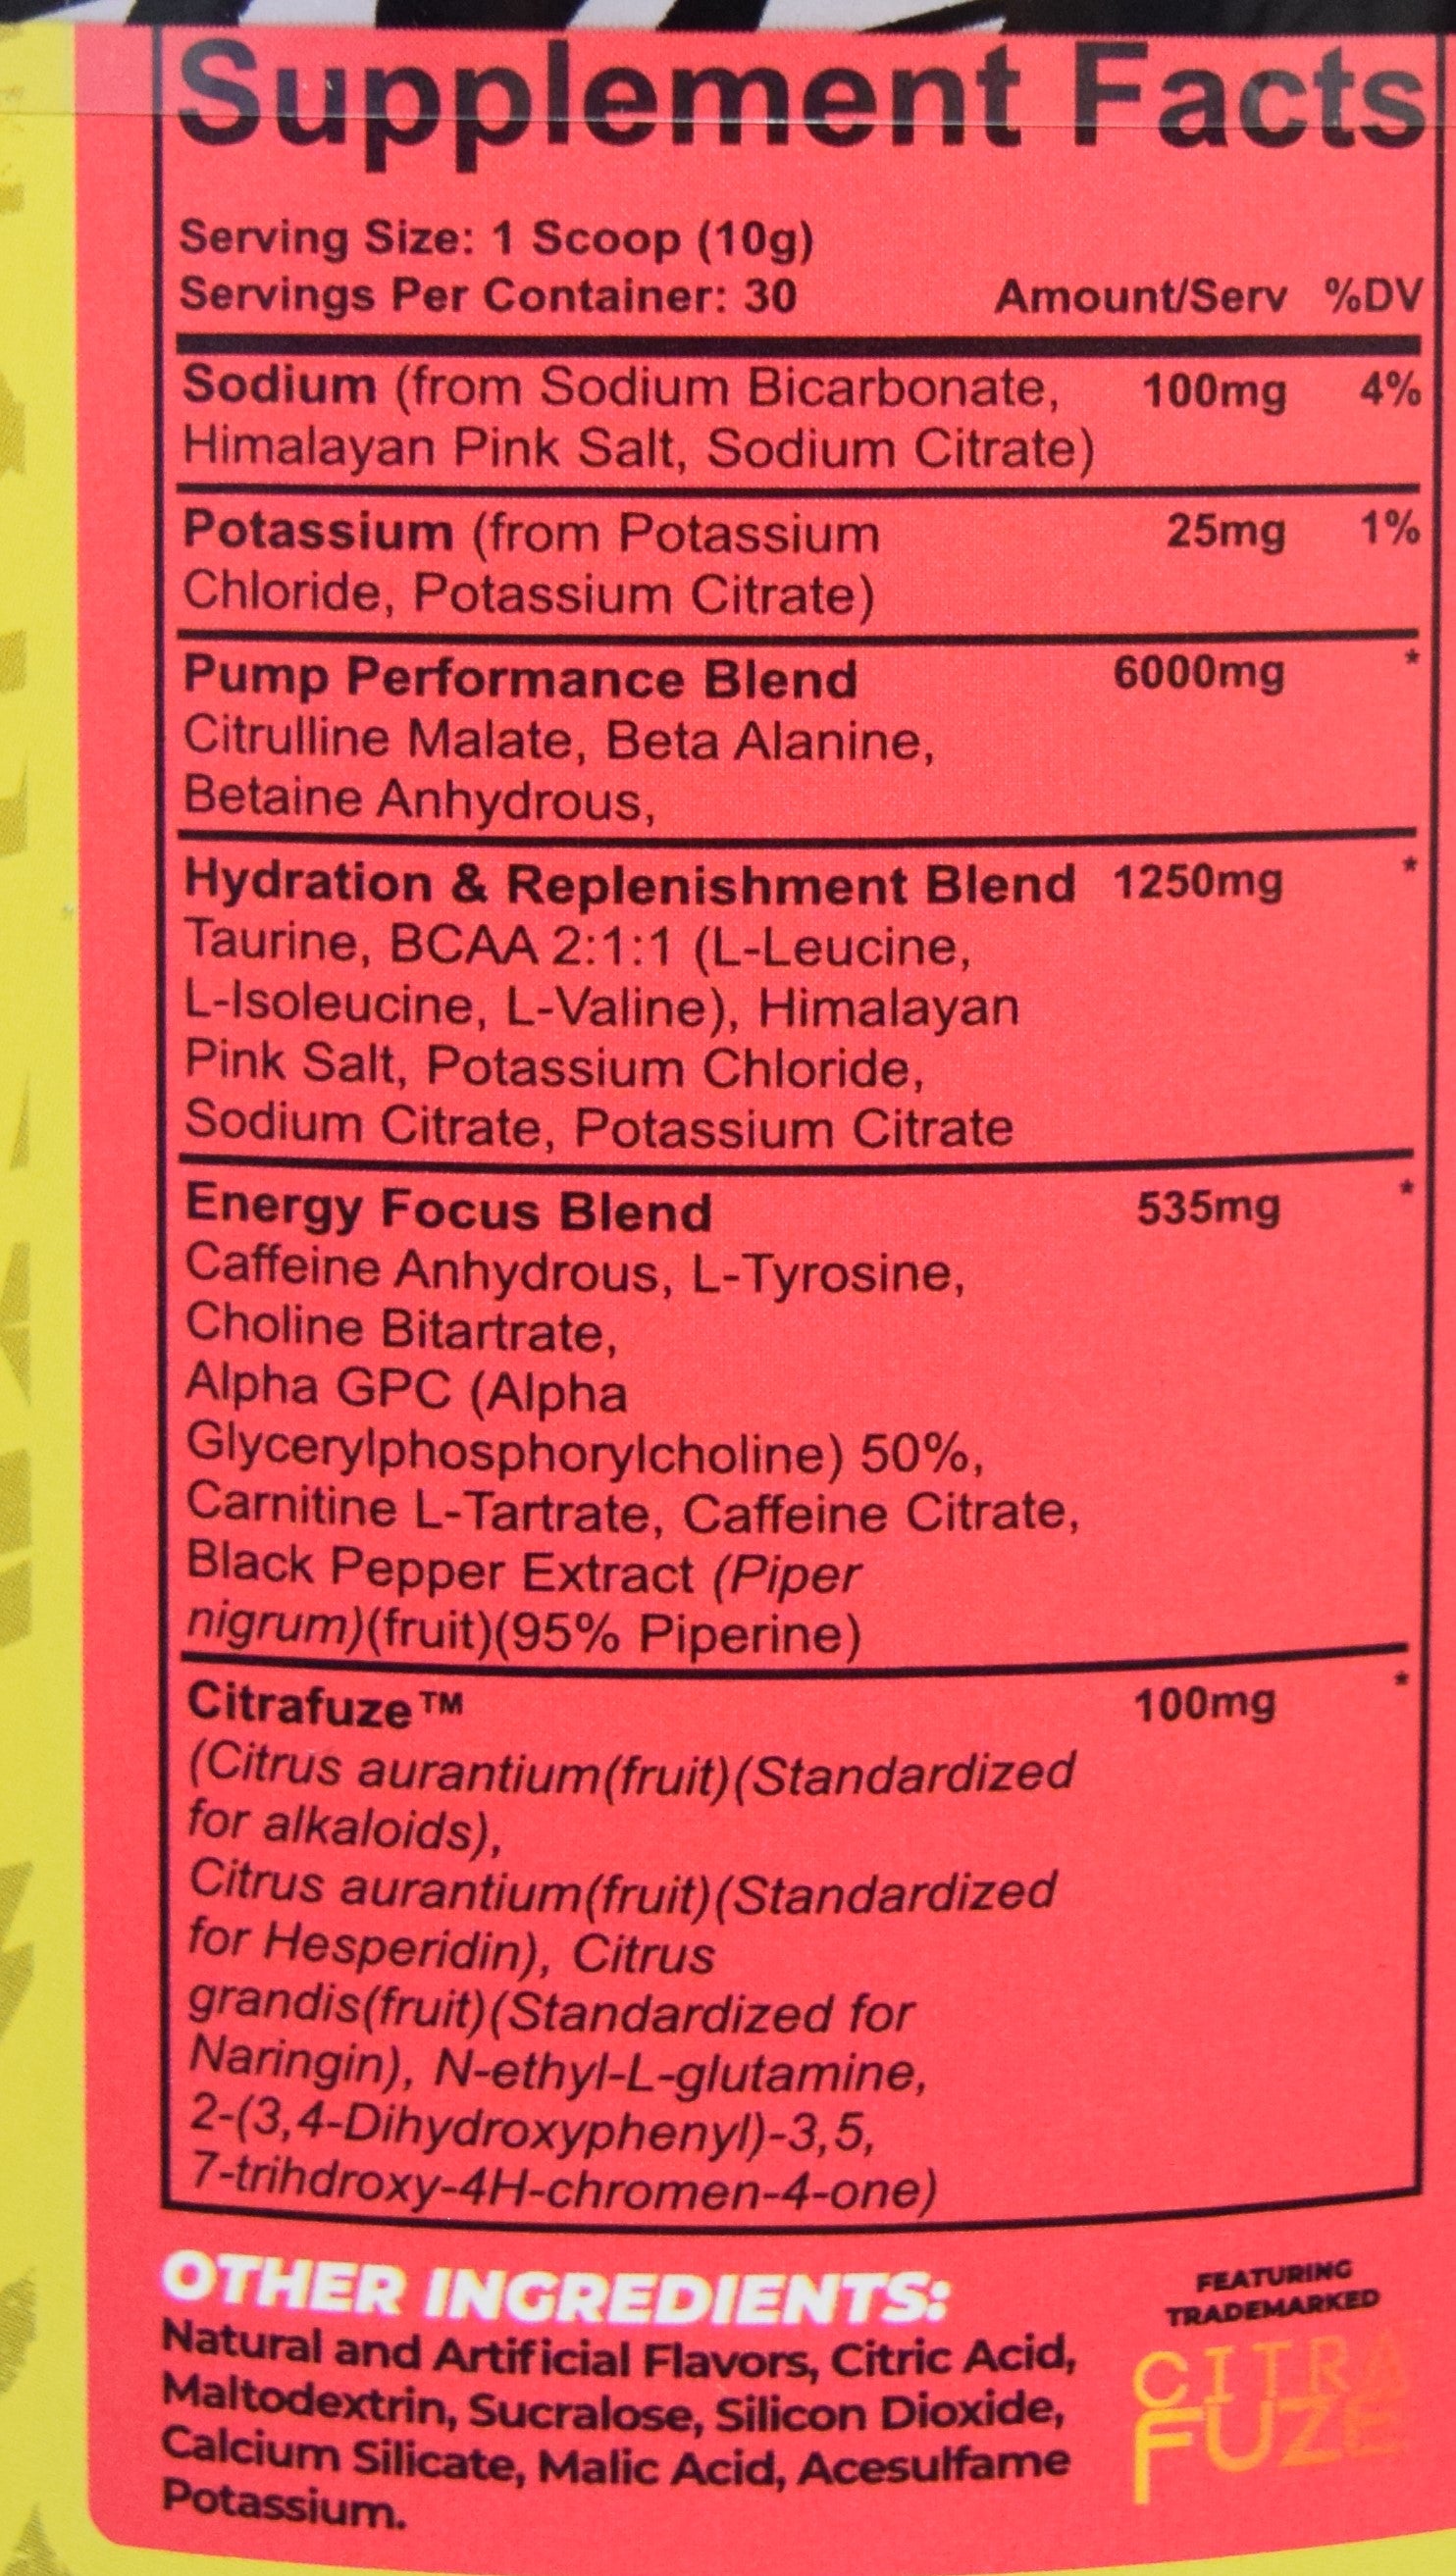 Supplement Facts
Serving Size: 1 Scoop (10g)
Servings Per Container: 30 Amount/Serv %DV
Sodium (from Sodium Bicarbonate, 100mg 4%
Himalayan Pink Salt, Sodium Citrate)
Potassium (from Potassium 25mg 1%
Chloride, Potassium Citrate)
Pump Performance Blend 6000mg *
Citrulline Malate, Beta Alanine,
Betaine Anhydrous,
Hydration & Replenishment Blend 1250mg *
Taurine, BCAA 2:1:1 (L-Leucine,
L-Isoleucine, L-Valine), Himalayan
Pink Salt, Potassium Chloride,
Sodium Citrate, Potassium Citrate
Energy Focus Blend 535mg *
Caffeine Anhydrous, L-Tyrosine,
Choline Bitartrate,
Alpha GPC (Alpha
Glycerylphosphorylcholine) 50%,
Carnitine L-Tartrate, Caffeine Citrate,
Black Pepper Extract (Piper
nigrum)(fruit)(95% Piperine)
Citrafuze™ 100mg *
(Citrus aurantium(fruit)(Standardized
for alkaloids),
Citrus aurantium(fruit)(Standardized
for Hesperidin), Citrus
grandis(fruit)(Standardized for
Naringin), N-ethyl-L-glutamine,
2-(3,4-Dihydroxyphenyl)-3,5,
7-trihdroxy-4H-chromen-4-one)
OTHER INGREDIENTS:
Natural and Artificial Flavors, Citric Acid,
Maltodextrin, Sucralose, Silicon Dioxide,
Calcium Silicate, Malic Acid, Acesulfame
Potassium.
FEATURING
TRADEMARKED
CITRA
FUZE